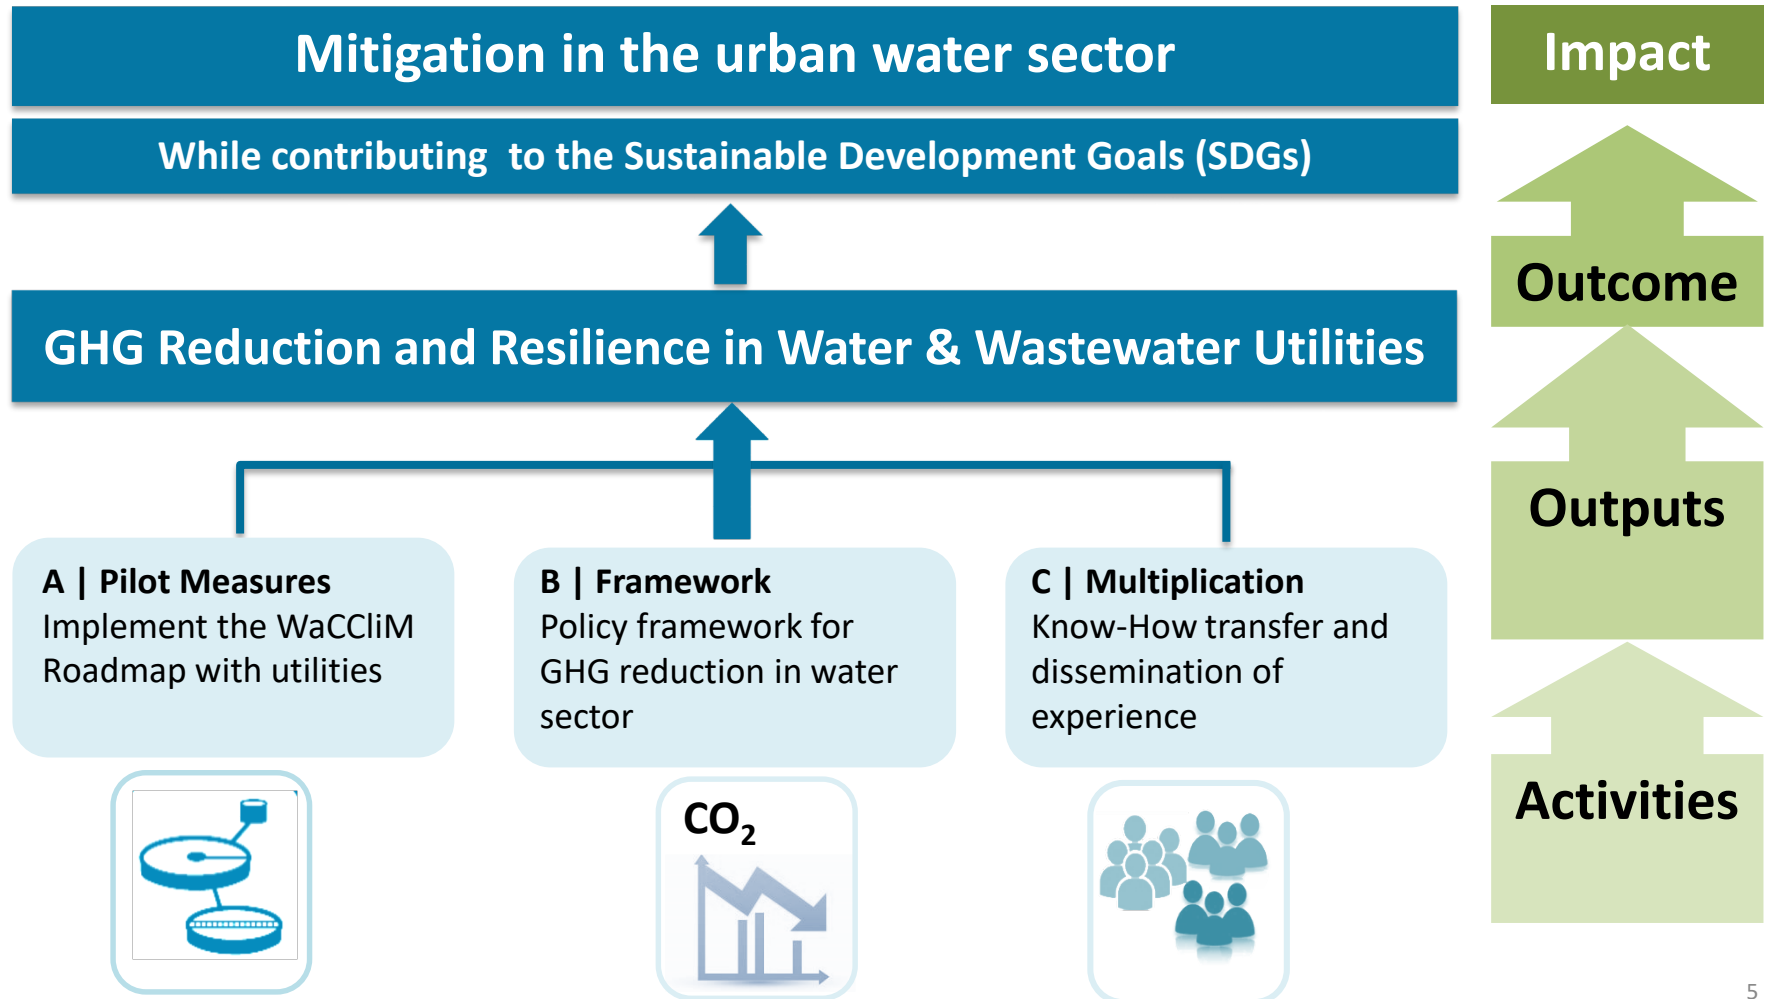 Mitigation in the urban water sector
While contributing to the Sustainable Development Goals (SDGs)
GHG Reduction and Resilience in Water & Wastewater Utilities
A | Pilot Measures
Implement the WaCCliM
Roadmap with utilities
B | Framework
Policy framework for
GHG reduction in water
sector
C | Multiplication
Know-How transfer and
dissemination of
experience
CO₂
Impact
Outcome
Outputs
Activities
5